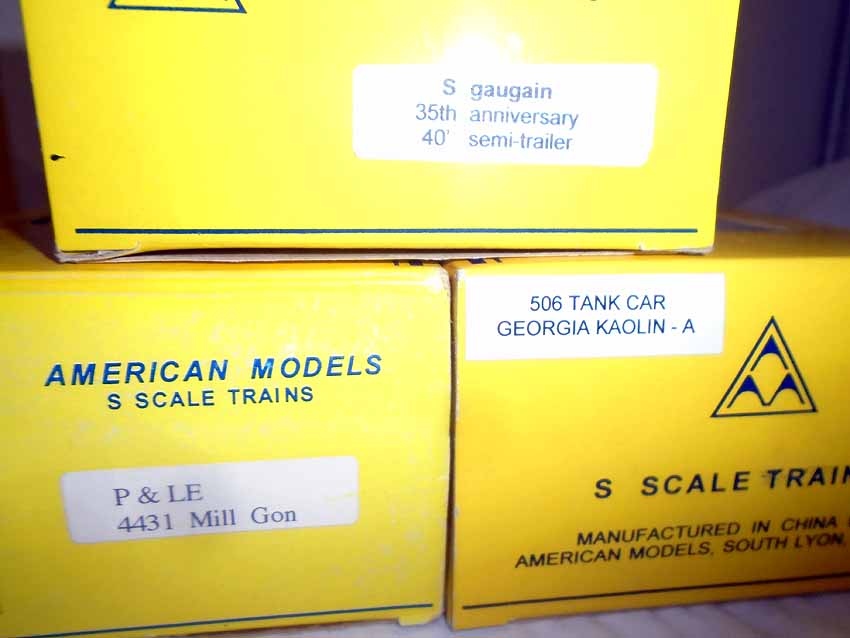 S gaugain
35th anniversary
40' semi-trailer
AMERICAN MODELS
S SCALE TRAINS
P & LE
4431 Mill Gon
506 TANK CAR
GEORGIA KAOLIN - A
S SCALE TRAIN
MANUFACTURED IN CHINA
AMERICAN MODELS, SOUTH LYON,